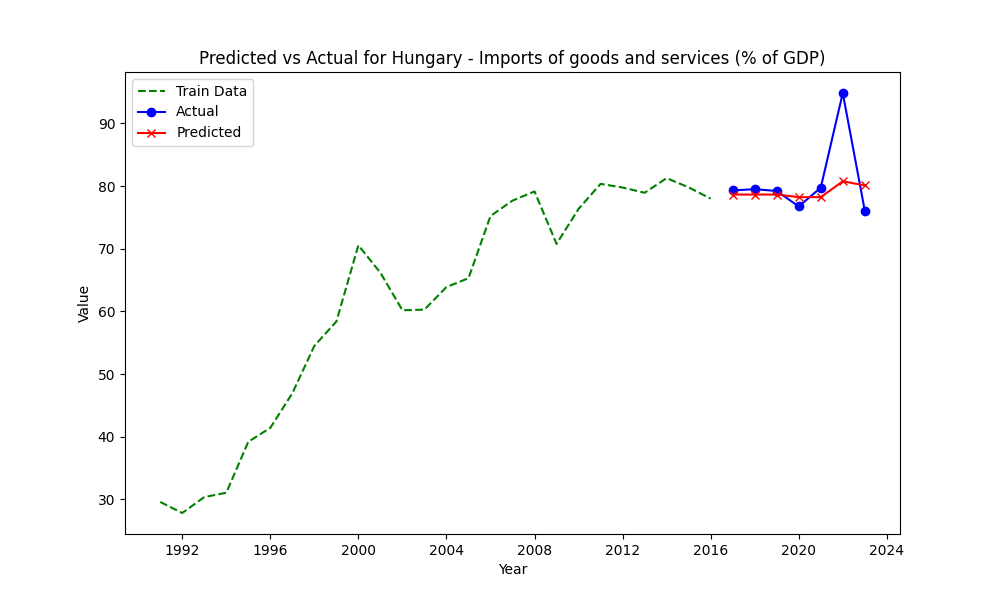 Predicted vs Actual for Hungary - Imports of goods and services (% of GDP)
Train Data
Actual
Predicted
90
80
70
60
50
40
30
Value
1992 1996 2000 2004 2008 2012 2016 2020 2024
Year